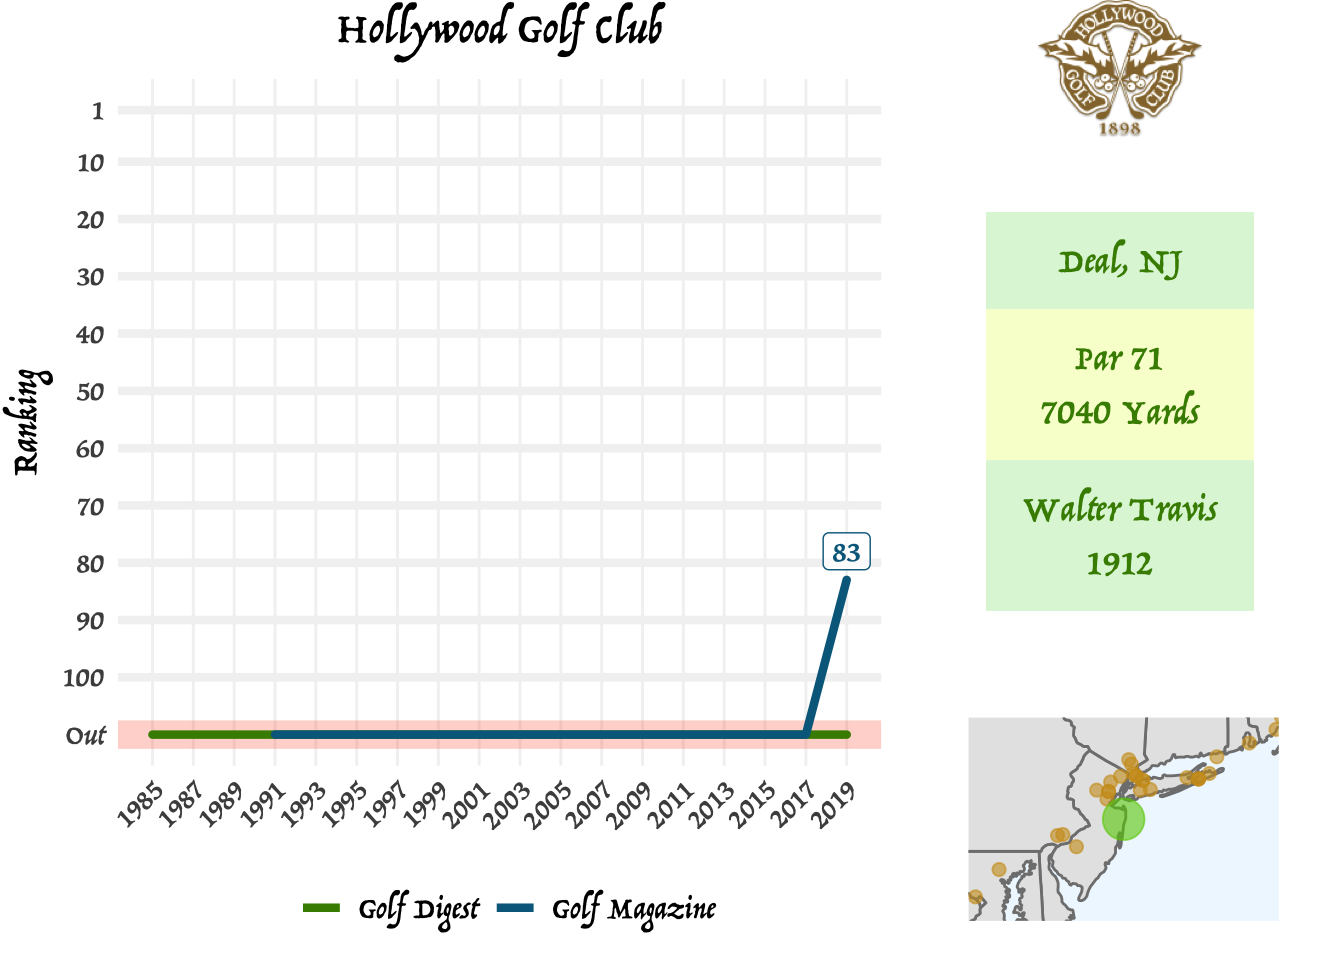 Hollywood Golf Club
HOLLYWOOD
GOLF CLUB
1898
Ranking
1
10
20
30
40
50
60
70
80
90
100
Out
83
1985 1987 1989 1991 1993 1995 1997 1999 2001 2003 2005 2007 2009 2011 2013 2015 2017 2019
Golf Digest Golf Magazine
Deal, NJ
Par 71
7040 Yards
Walter Travis
1912